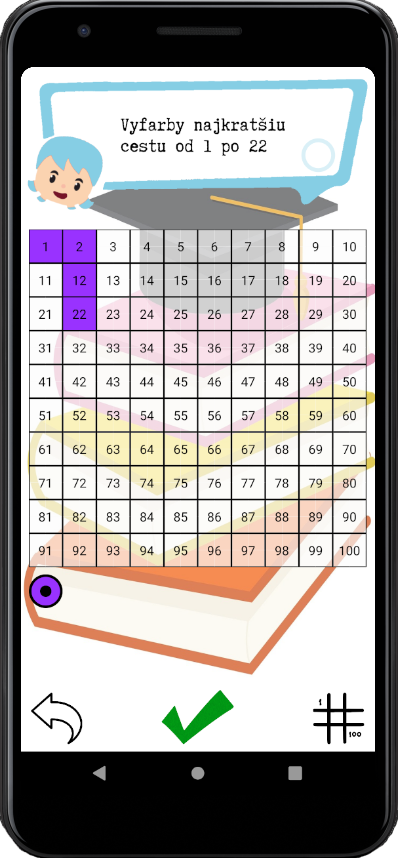 Vyfarby najkratšiu
cestu od 1 po 22
1 2 3 4 5 6 7 8 9 10
11 12 13 14 15 16 17 18 19 20
21 22 23 24 25 26 27 28 29 30
31 32 33 34 35 36 37 38 39 40
41 42 43 44 45 46 47 48 49 50
51 52 53 54 55 56 57 58 59 60
61 62 63 64 65 66 67 68 69 70
71 72 73 74 75 76 77 78 79 80
81 82 83 84 85 86 87 88 89 90
91 92 93 94 95 96 97 98 99 100
1
100